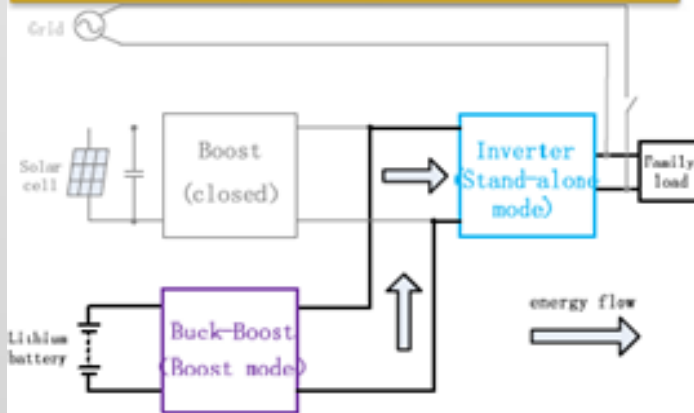 Grid
Solar
cell
Boost
(closed)
Inverter
(Stand-alone
mode)
Family
load
Lithium
battery
Buck-Boost
(Boost mode)
energy flow